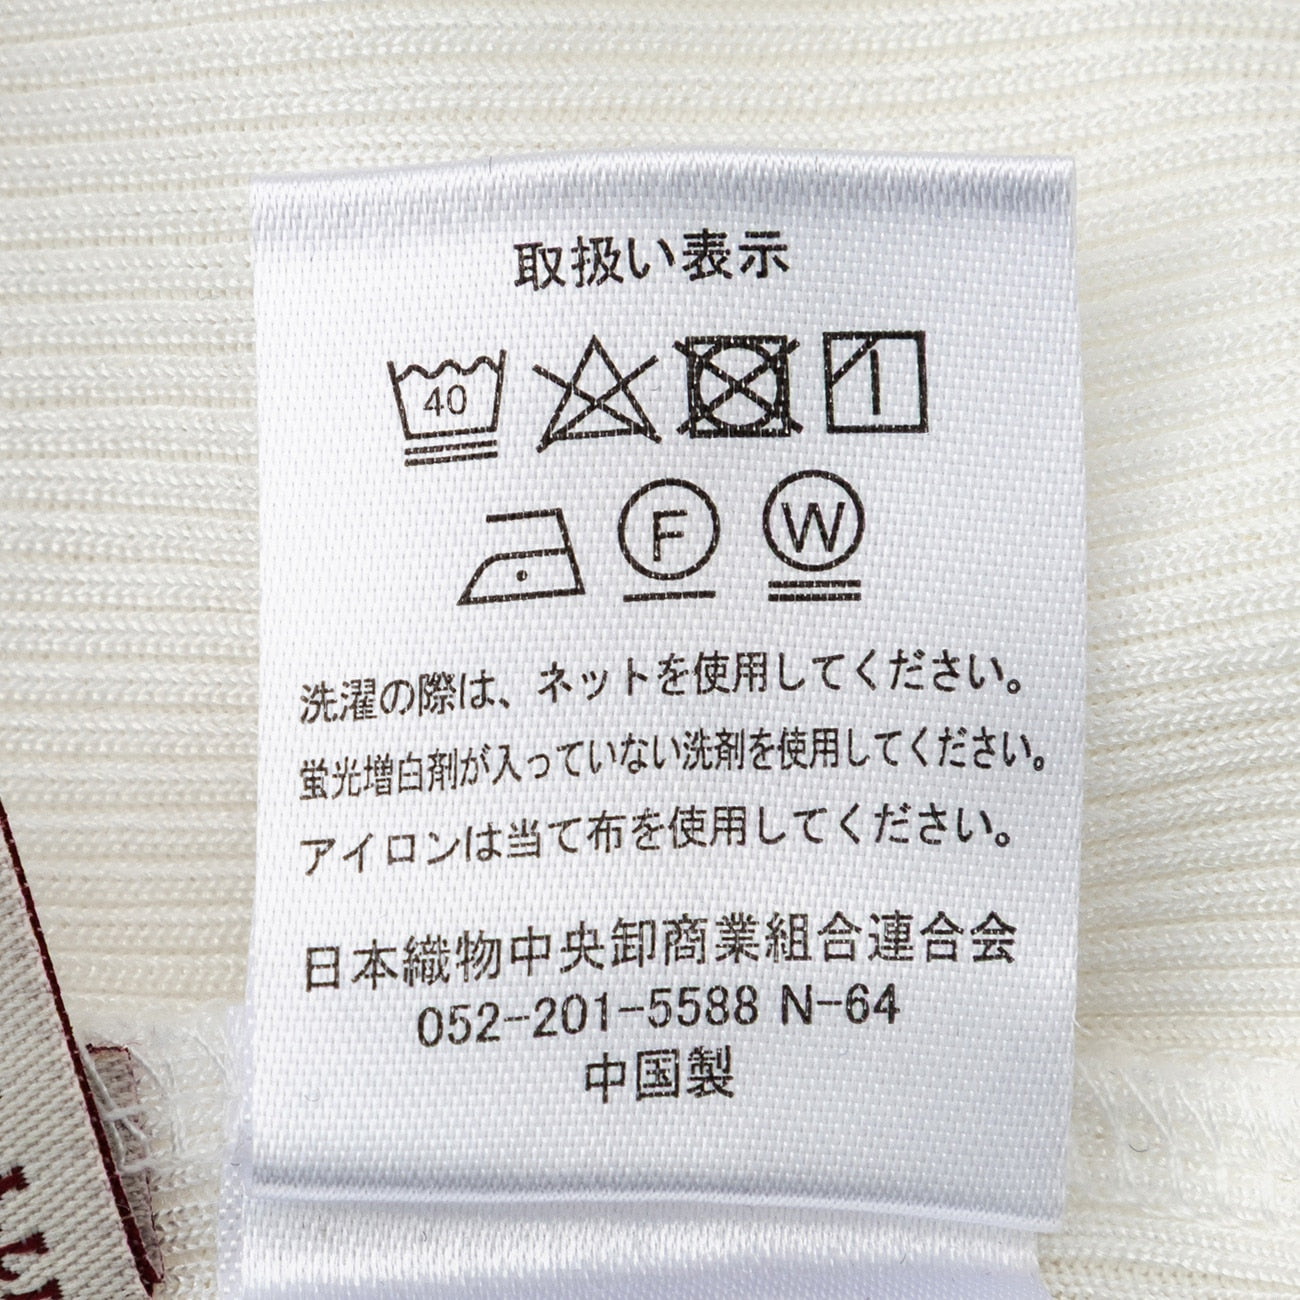 取扱い表示
40
F W
洗濯の際は、ネットを使用してください。
蛍光増白剤が入っていない洗剤を使用してください。
アイロンは当て布を使用してください。
日本織物中央卸商業組合連合会
052-201-5588 N-64
中国製